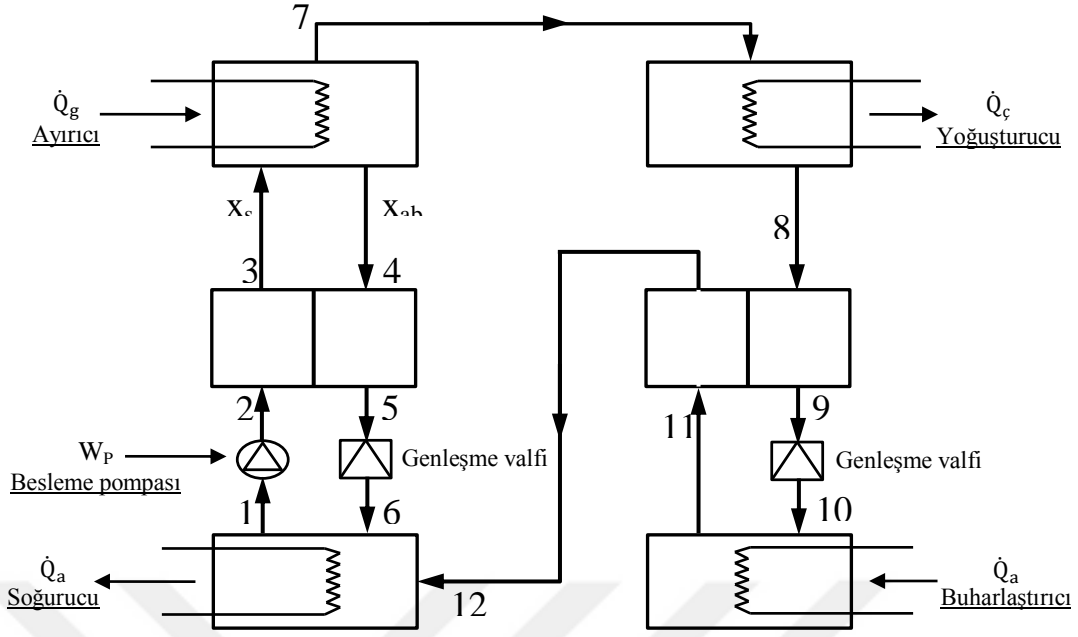 7
Q̇g
Ayırıcı
Q̇ç
Yoğuşturucu
xs
xab
8
3
4
2
5
11
9
WP
Besleme pompası
Genleşme valfi
Genleşme valfi
1
6
10
Q̇a
Soğurucu
12
Q̇a
Buharlaştırıcı